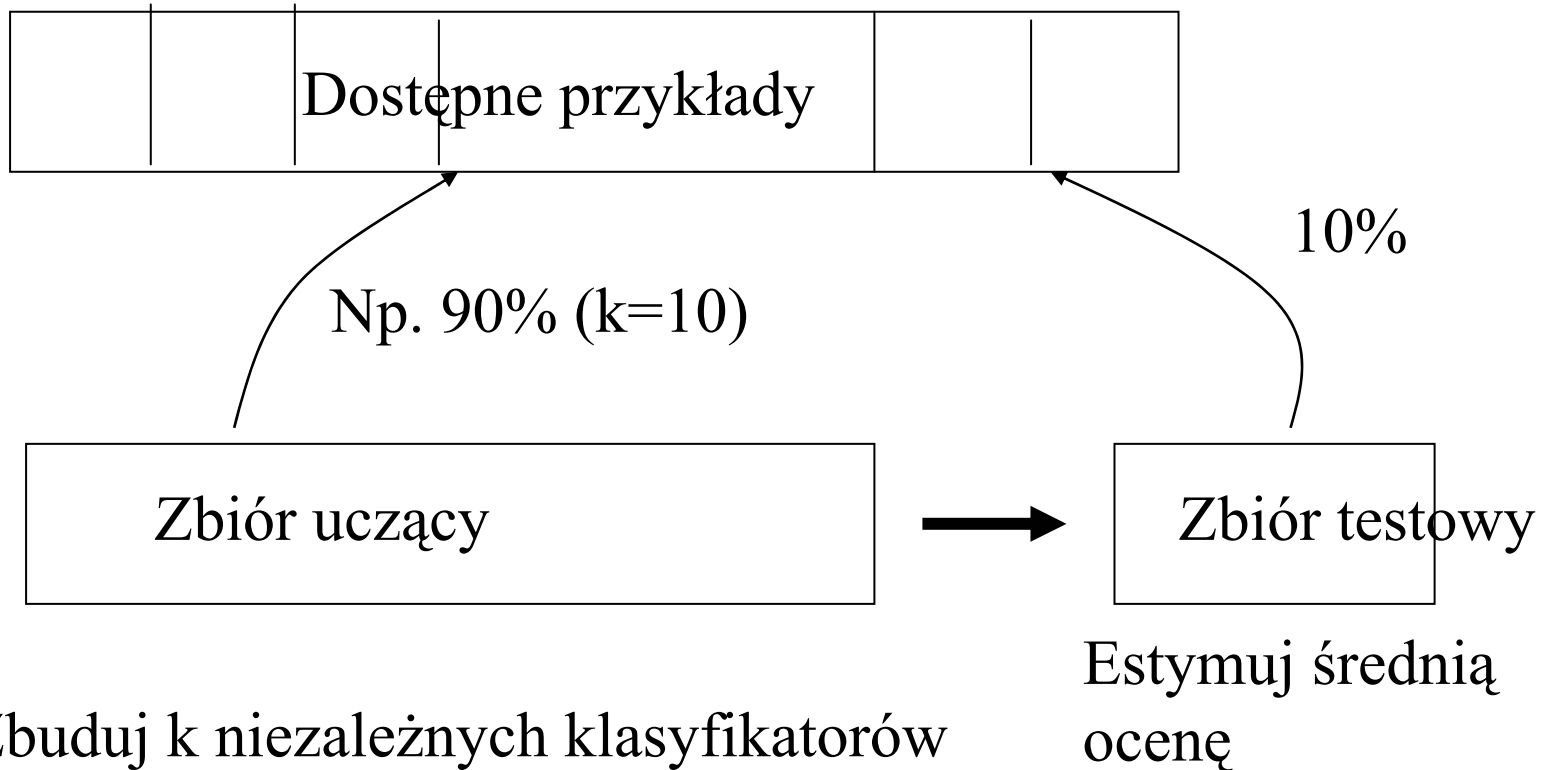 Dostępne przykłady
10%
Np. 90% (k=10)
Zbiór uczący
Zbiór testowy
Estymuj średnią
ocenę
Zbuduj k niezależnych klasyfikatorów